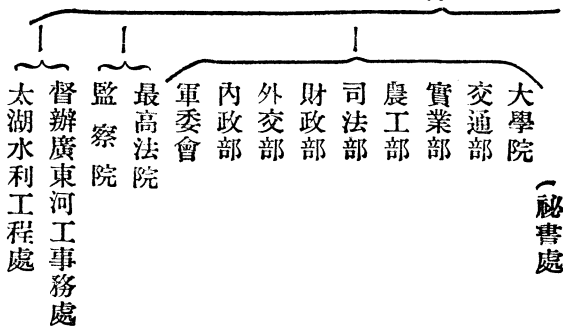 祕書處
大學院
交通部
實業部
農工部
司法部
財政部
外交部
內政部
軍委會
最高法院
監察院
督辦廣東河工事務處
太湖水利工程處